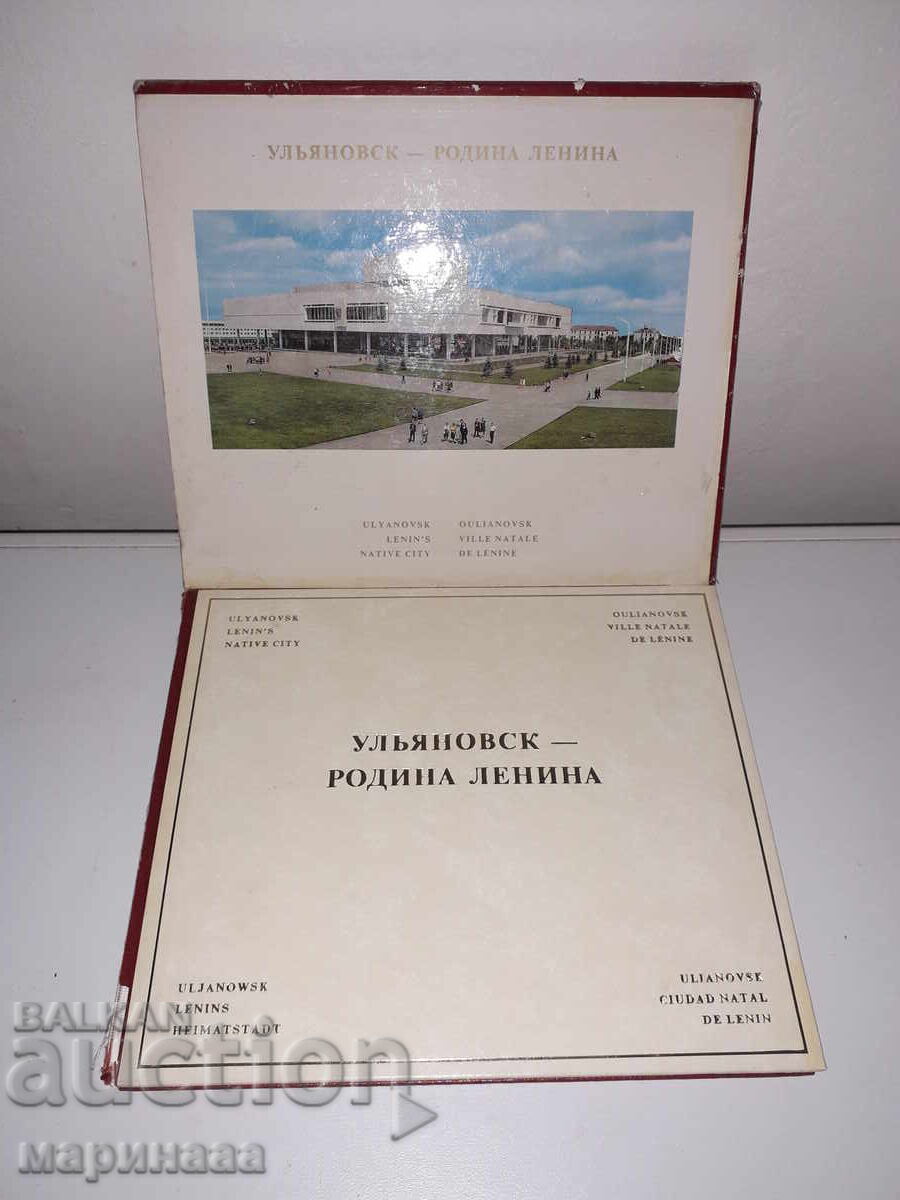 УЛЬЯНОВСК — РОДИНА ЛЕНИНА
ULYANOVSK
LENIN'S
NATIVE CITY
OULIANOVSK
VILLE NATALE
DE LÉNINE
ULYANOVSK
LENIN'S
NATIVE CITY
OULIANOVSK
VILLE NATALE
DE LÉNINE
УЛЬЯНОВСК —
РОДИНА ЛЕНИНА
ULJANOWSK
LENINS
HEIMATSTADT
ULIANOVSK
CIUDAD NATAL
DE LENIN
BALKAN
auction
маринааа